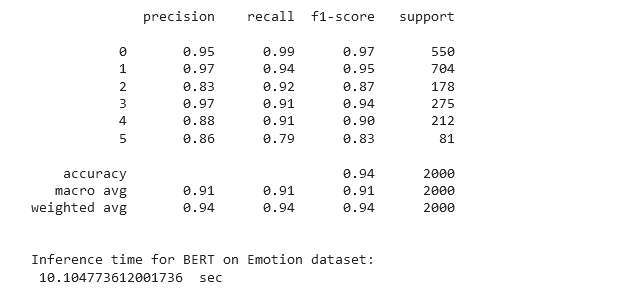 precision recall f1-score support
0 0.95 0.99 0.97 550
1 0.97 0.94 0.95 704
2 0.83 0.92 0.87 178
3 0.97 0.91 0.94 275
4 0.88 0.91 0.90 212
5 0.86 0.79 0.83 81
accuracy 0.94 2000
macro avg 0.91 0.91 0.91 2000
weighted avg 0.94 0.94 0.94 2000
Inference time for BERT on Emotion dataset:
10.104773612001736 sec